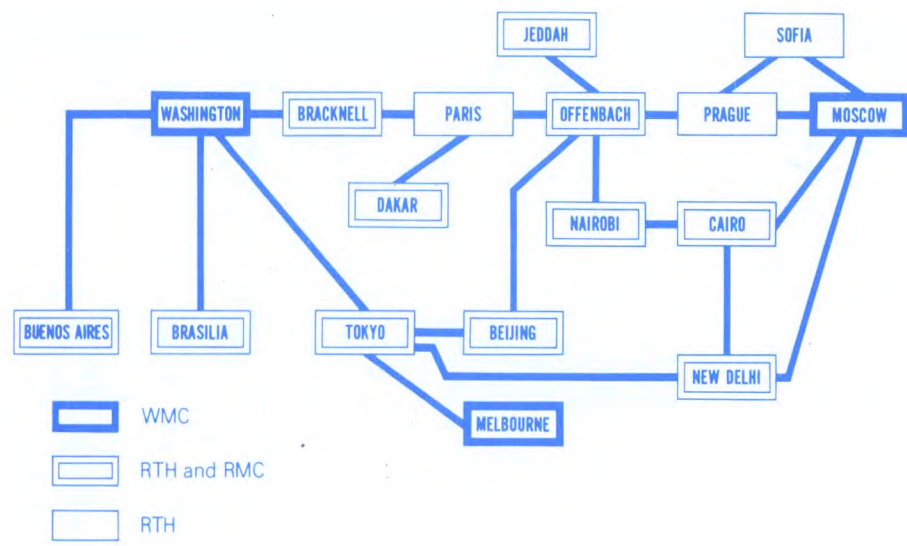 JEDDAH
SOFIA
WASHINGTON
BRACKNELL
PARIS
OFFENBACH
PRAGUE
MOSCOW
DAKAR
NAIROBI
CAIRO
BUENOS AIRES
BRASILIA
TOKYO
BEIJING
NEW DELHI
MELBOURNE
WMC
RTH and RMC
RTH